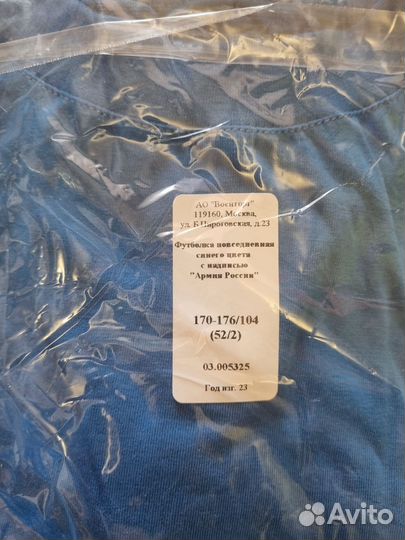 АО "Военторг"
119160, Москва,
ул. Б Пироговская, д.23
Футболка повседневная
синего цвета
с надписью
"Армия России"
170-176/104
(52/2)
03.005325
Год изг. 23
Avito